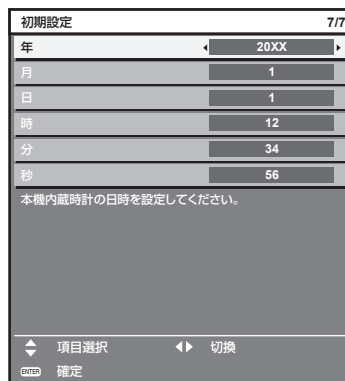 初期設定 7/7
年 20XX
月 1
日 1
時 12
分 34
秒 56
本機内蔵時計の日時を設定してください。
項目選択 切換
ENTER 確定